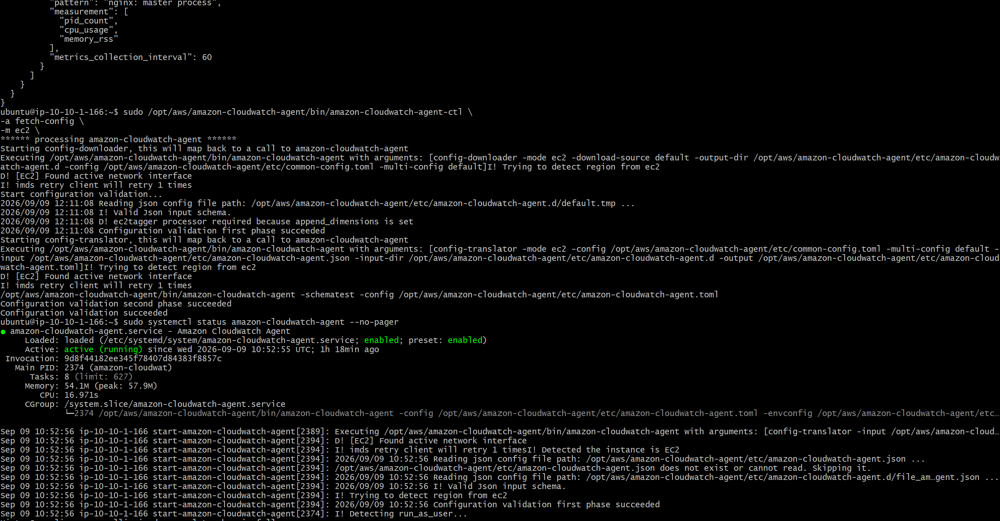 "pattern": "nginx: master process",
"measurement": [
"pid_count",
"cpu_usage",
"memory_rss"
],
"metrics_collection_interval": 60
}
]
}
}
}
ubuntu@ip-10-10-1-166:~$ sudo /opt/aws/amazon-cloudwatch-agent/bin/amazon-cloudwatch-agent-ctl \
-a fetch-config \
-m ec2 \
****** processing amazon-cloudwatch-agent ******
Starting config-downloader, this will map back to a call to amazon-cloudwatch-agent
Executing /opt/aws/amazon-cloudwatch-agent/bin/amazon-cloudwatch-agent with arguments: [config-downloader -mode ec2 -download-source default -output-dir /opt/aws/amazon-cloudwatch-agent/etc/amazon-cloudw
atch-agent.d -config /opt/aws/amazon-cloudwatch-agent/etc/common-config.toml -multi-config default]I! Trying to detect region from ec2
D! [EC2] Found active network interface
I! imds retry client will retry 1 times
Start configuration validation...
2026/09/09 12:11:08 Reading json config file path: /opt/aws/amazon-cloudwatch-agent/etc/amazon-cloudwatch-agent.d/default.tmp ...
2026/09/09 12:11:08 I! Valid Json input schema.
2026/09/09 12:11:08 D! ec2tagger processor required because append_dimensions is set
2026/09/09 12:11:08 Configuration validation first phase succeeded
Starting config-translator, this will map back to a call to amazon-cloudwatch-agent
Executing /opt/aws/amazon-cloudwatch-agent/bin/amazon-cloudwatch-agent with arguments: [config-translator -mode ec2 -config /opt/aws/amazon-cloudwatch-agent/etc/common-config.toml -multi-config default -
input /opt/aws/amazon-cloudwatch-agent/etc/amazon-cloudwatch-agent.json -input-dir /opt/aws/amazon-cloudwatch-agent/etc/amazon-cloudwatch-agent.d -output /opt/aws/amazon-cloudwatch-agent/etc/amazon-cloud
watch-agent.toml]I! Trying to detect region from ec2
D! [EC2] Found active network interface
I! imds retry client will retry 1 times
/opt/aws/amazon-cloudwatch-agent/bin/amazon-cloudwatch-agent -schematest -config /opt/aws/amazon-cloudwatch-agent/etc/amazon-cloudwatch-agent.toml
Configuration validation second phase succeeded
Configuration validation succeeded
ubuntu@ip-10-10-1-166:~$ sudo systemctl status amazon-cloudwatch-agent --no-pager
● amazon-cloudwatch-agent.service - Amazon CloudWatch Agent
Loaded: loaded (/etc/systemd/system/amazon-cloudwatch-agent.service; enabled; preset: enabled)
Active: active (running) since Wed 2026-09-09 10:52:55 UTC; 1h 18min ago
Invocation: 9d8f44182ee345f78407d84383f8857c
Main PID: 2374 (amazon-cloudwat)
Tasks: 8 (limit: 627)
Memory: 54.1M (peak: 57.9M)
CPU: 16.971s
CGroup: /system.slice/amazon-cloudwatch-agent.service
└─2374 /opt/aws/amazon-cloudwatch-agent/bin/amazon-cloudwatch-agent -config /opt/aws/amazon-cloudwatch-agent/etc/amazon-cloudwatch-agent.toml -envconfig /opt/aws/amazon-cloudwatch-agent/etc…
Sep 09 10:52:56 ip-10-10-1-166 start-amazon-cloudwatch-agent[2389]: Executing /opt/aws/amazon-cloudwatch-agent/bin/amazon-cloudwatch-agent with arguments: [config-translator -input /opt/aws/amazon-cloud…
Sep 09 10:52:56 ip-10-10-1-166 start-amazon-cloudwatch-agent[2394]: D! [EC2] Found active network interface
Sep 09 10:52:56 ip-10-10-1-166 start-amazon-cloudwatch-agent[2394]: I! imds retry client will retry 1 timesI! Detected the instance is EC2
Sep 09 10:52:56 ip-10-10-1-166 start-amazon-cloudwatch-agent[2394]: 2026/09/09 10:52:56 Reading json config file path: /opt/aws/amazon-cloudwatch-agent/etc/amazon-cloudwatch-agent.json ...
Sep 09 10:52:56 ip-10-10-1-166 start-amazon-cloudwatch-agent[2394]: /opt/aws/amazon-cloudwatch-agent/etc/amazon-cloudwatch-agent.json does not exist or cannot read. Skipping it.
Sep 09 10:52:56 ip-10-10-1-166 start-amazon-cloudwatch-agent[2394]: 2026/09/09 10:52:56 Reading json config file path: /opt/aws/amazon-cloudwatch-agent/etc/amazon-cloudwatch-agent.d/file_am…gent.json ...
Sep 09 10:52:56 ip-10-10-1-166 start-amazon-cloudwatch-agent[2394]: 2026/09/09 10:52:56 I! Valid Json input schema.
Sep 09 10:52:56 ip-10-10-1-166 start-amazon-cloudwatch-agent[2394]: I! Trying to detect region from ec2
Sep 09 10:52:56 ip-10-10-1-166 start-amazon-cloudwatch-agent[2394]: 2026/09/09 10:52:56 Configuration validation first phase succeeded
Sep 09 10:52:56 ip-10-10-1-166 start-amazon-cloudwatch-agent[2374]: I! Detecting run_as_user...